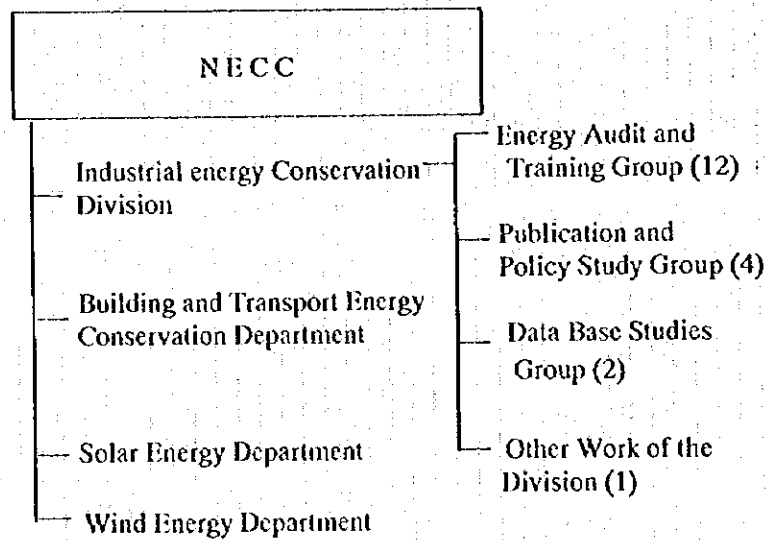 NECC
Industrial energy Conservation
Division
Building and Transport Energy
Conservation Department
Solar Energy Department
Wind Energy Department
Energy Audit and
Training Group (12)
Publication and
Policy Study Group (4)
Data Base Studies
Group (2)
Other Work of the
Division (1)